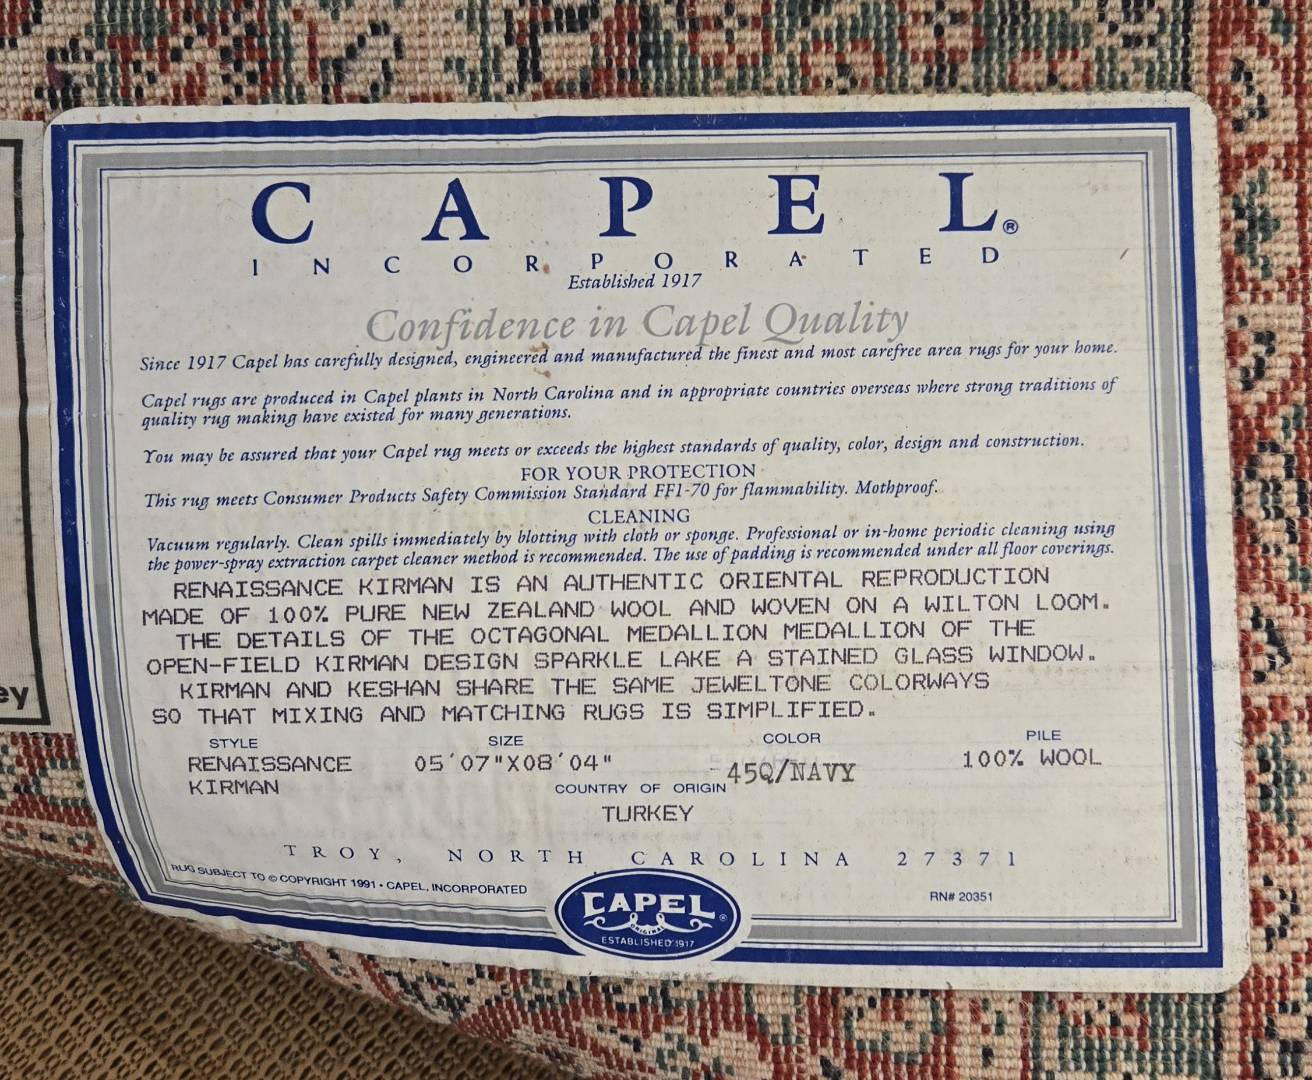 CAPEL®
INCORPORATED
Established 1917
Confidence in Capel Quality
Since 1917 Capel has carefully designed, engineered and manufactured the finest and most carefree area rugs for your home.
Capel rugs are produced in Capel plants in North Carolina and in appropriate countries overseas where strong traditions of
quality rug making have existed for many generations.
You may be assured that your Capel rug meets or exceeds the highest standards of quality, color, design and construction.
FOR YOUR PROTECTION
This rug meets Consumer Products Safety Commission Standard FF1-70 for flammability. Mothproof.
CLEANING
Vacuum regularly. Clean spills immediately by blotting with cloth or sponge. Professional or in-home periodic cleaning using
the power-spray extraction carpet cleaner method is recommended. The use of padding is recommended under all floor coverings.
RENAISSANCE KIRMAN IS AN AUTHENTIC ORIENTAL REPRODUCTION
MADE OF 100% PURE NEW ZEALAND WOOL AND WOVEN ON A WILTON LOOM.
THE DETAILS OF THE OCTAGONAL MEDALLION MEDALLION OF THE
OPEN-FIELD KIRMAN DESIGN SPARKLE LAKE A STAINED GLASS WINDOW.
KIRMAN AND KESHAN SHARE THE SAME JEWELTONE COLORWAYS
SO THAT MIXING AND MATCHING RUGS IS SIMPLIFIED.
STYLE SIZE COLOR PILE
RENAISSANCE 05'07"X08'04" 45Q/NAVY 100% WOOL
KIRMAN
COUNTRY OF ORIGIN
TURKEY
TROY, NORTH CAROLINA 27371
RUG SUBJECT TO © COPYRIGHT 1991 • CAPEL, INCORPORATED
RN# 20351
CAPEL®
ORIGINAL
ESTABLISHED 1917
ey